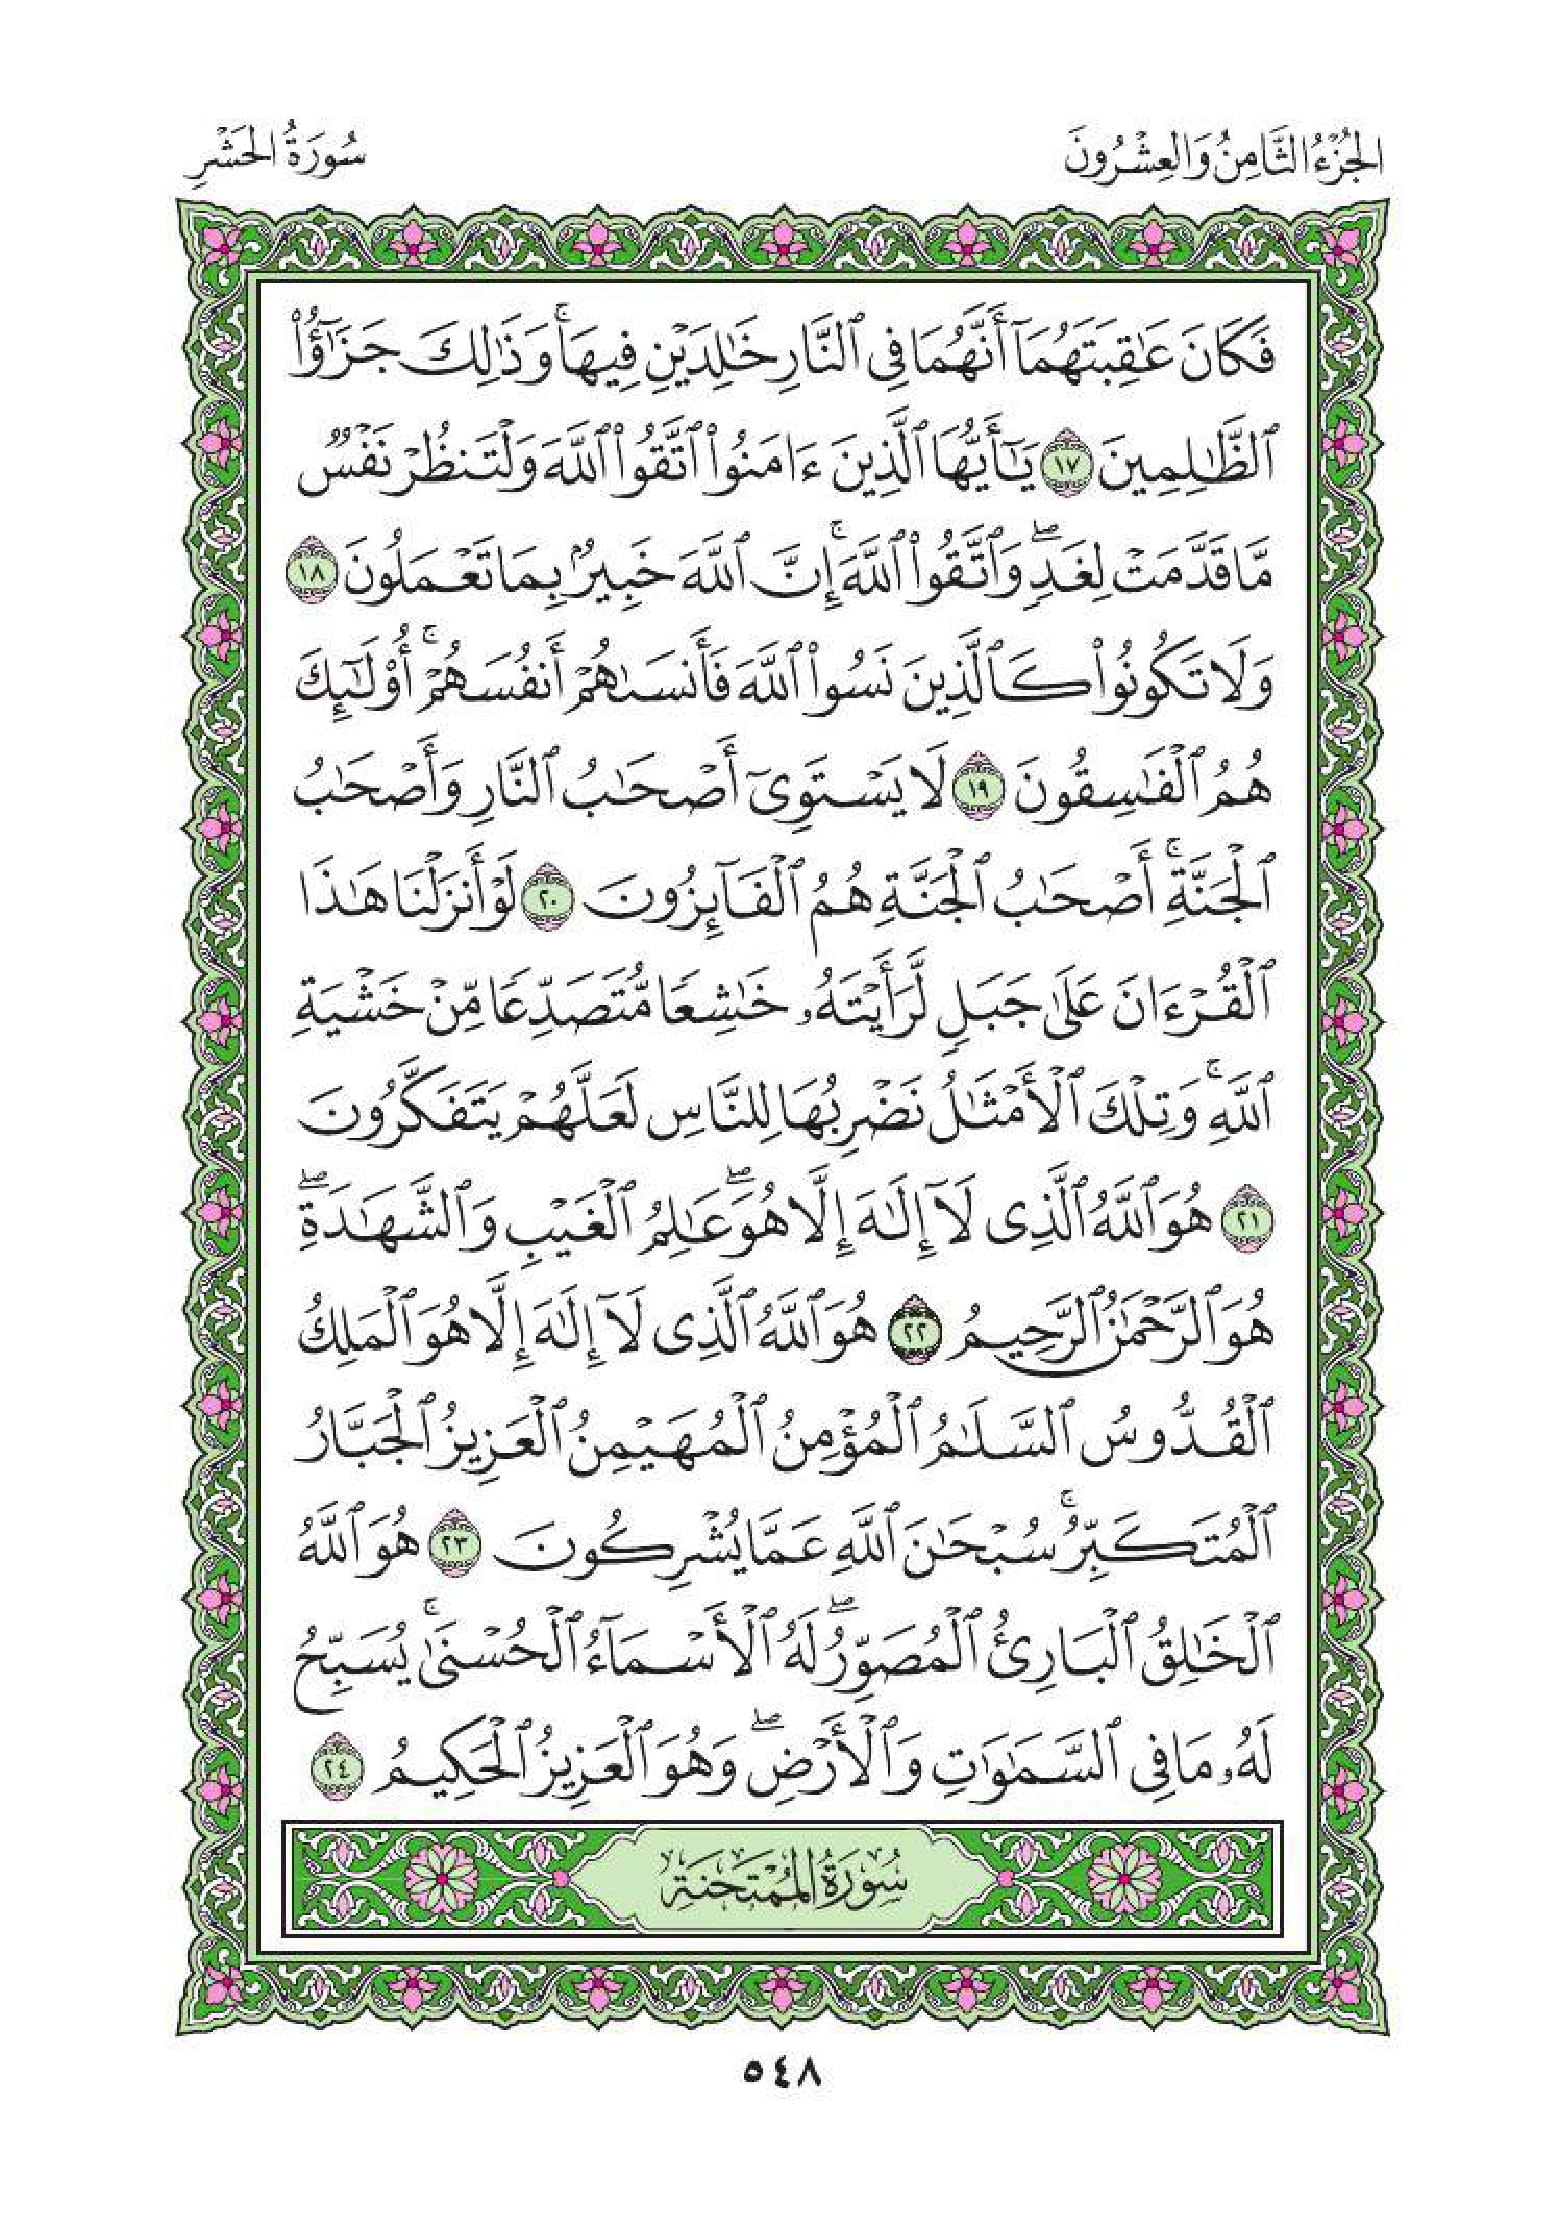 الجُزْءُ الثَّامِنُ وَالعِشْرُونَ
سُورَةُ الحَشْرِ
فَكَانَ عَٰقِبَتَهُمَآ أَنَّهُمَا فِى ٱلنَّارِ خَٰلِدَيْنِ فِيهَا ۚ وَذَٰلِكَ جَزَٰٓؤُا۟
ٱلظَّٰلِمِينَ ١٧ يَٰٓأَيُّهَا ٱلَّذِينَ ءَامَنُوا۟ ٱتَّقُوا۟ ٱللَّهَ وَلْتَنظُرْ نَفْسٌ
مَّا قَدَّمَتْ لِغَدٍ ۖ وَٱتَّقُوا۟ ٱللَّهَ ۚ إِنَّ ٱللَّهَ خَبِيرٌۢ بِمَا تَعْمَلُونَ ١٨
وَلَا تَكُونُوا۟ كَٱلَّذِينَ نَسُوا۟ ٱللَّهَ فَأَنسَىٰهُمْ أَنفُسَهُمْ ۚ أُو۟لَٰٓئِكَ
هُمُ ٱلْفَٰسِقُونَ ١٩ لَا يَسْتَوِىٓ أَصْحَٰبُ ٱلنَّارِ وَأَصْحَٰبُ
ٱلْجَنَّةِ ۚ أَصْحَٰبُ ٱلْجَنَّةِ هُمُ ٱلْفَآئِزُونَ ٢٠ لَوْ أَنزَلْنَا هَٰذَا
ٱلْقُرْءَانَ عَلَىٰ جَبَلٍ لَّرَأَيْتَهُۥ خَٰشِعًا مُّتَصَدِّعًا مِّنْ خَشْيَةِ
ٱللَّهِ ۚ وَتِلْكَ ٱلْأَمْثَٰلُ نَضْرِبُهَا لِلنَّاسِ لَعَلَّهُمْ يَتَفَكَّرُونَ
٢١ هُوَ ٱللَّهُ ٱلَّذِى لَآ إِلَٰهَ إِلَّا هُوَ ۖ عَٰلِمُ ٱلْغَيْبِ وَٱلشَّهَٰدَةِ ۖ
هُوَ ٱلرَّحْمَٰنُ ٱلرَّحِيمُ ٢٢ هُوَ ٱللَّهُ ٱلَّذِى لَآ إِلَٰهَ إِلَّا هُوَ ٱلْمَلِكُ
ٱلْقُدُّوسُ ٱلسَّلَٰمُ ٱلْمُؤْمِنُ ٱلْمُهَيْمِنُ ٱلْعَزِيزُ ٱلْجَبَّارُ
ٱلْمُتَكَبِّرُ ۚ سُبْحَٰنَ ٱللَّهِ عَمَّا يُشْرِكُونَ ٢٣ هُوَ ٱللَّهُ
ٱلْخَٰلِقُ ٱلْبَارِئُ ٱلْمُصَوِّرُ ۖ لَهُ ٱلْأَسْمَآءُ ٱلْحُسْنَىٰ ۚ يُسَبِّحُ
لَهُۥ مَا فِى ٱلسَّمَٰوَٰتِ وَٱلْأَرْضِ ۖ وَهُوَ ٱلْعَزِيزُ ٱلْحَكِيمُ ٢٤
سُورَةُ المُمْتَحَنَةِ
٥٤٨